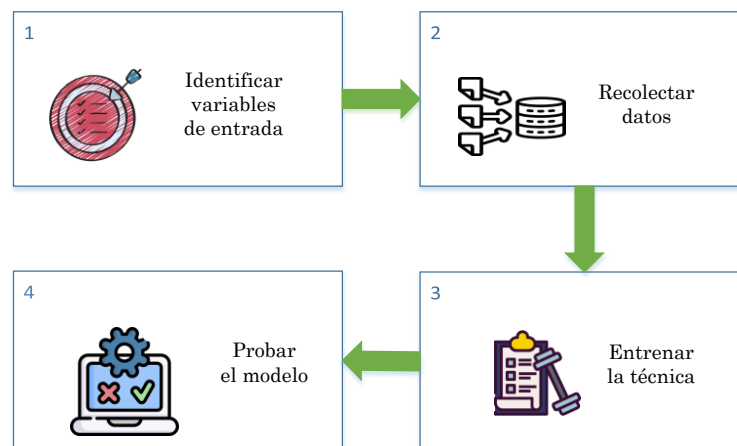 1
Identificar
variables
de entrada
2
Recolectar
datos
3
Entrenar
la técnica
4
Probar
el modelo